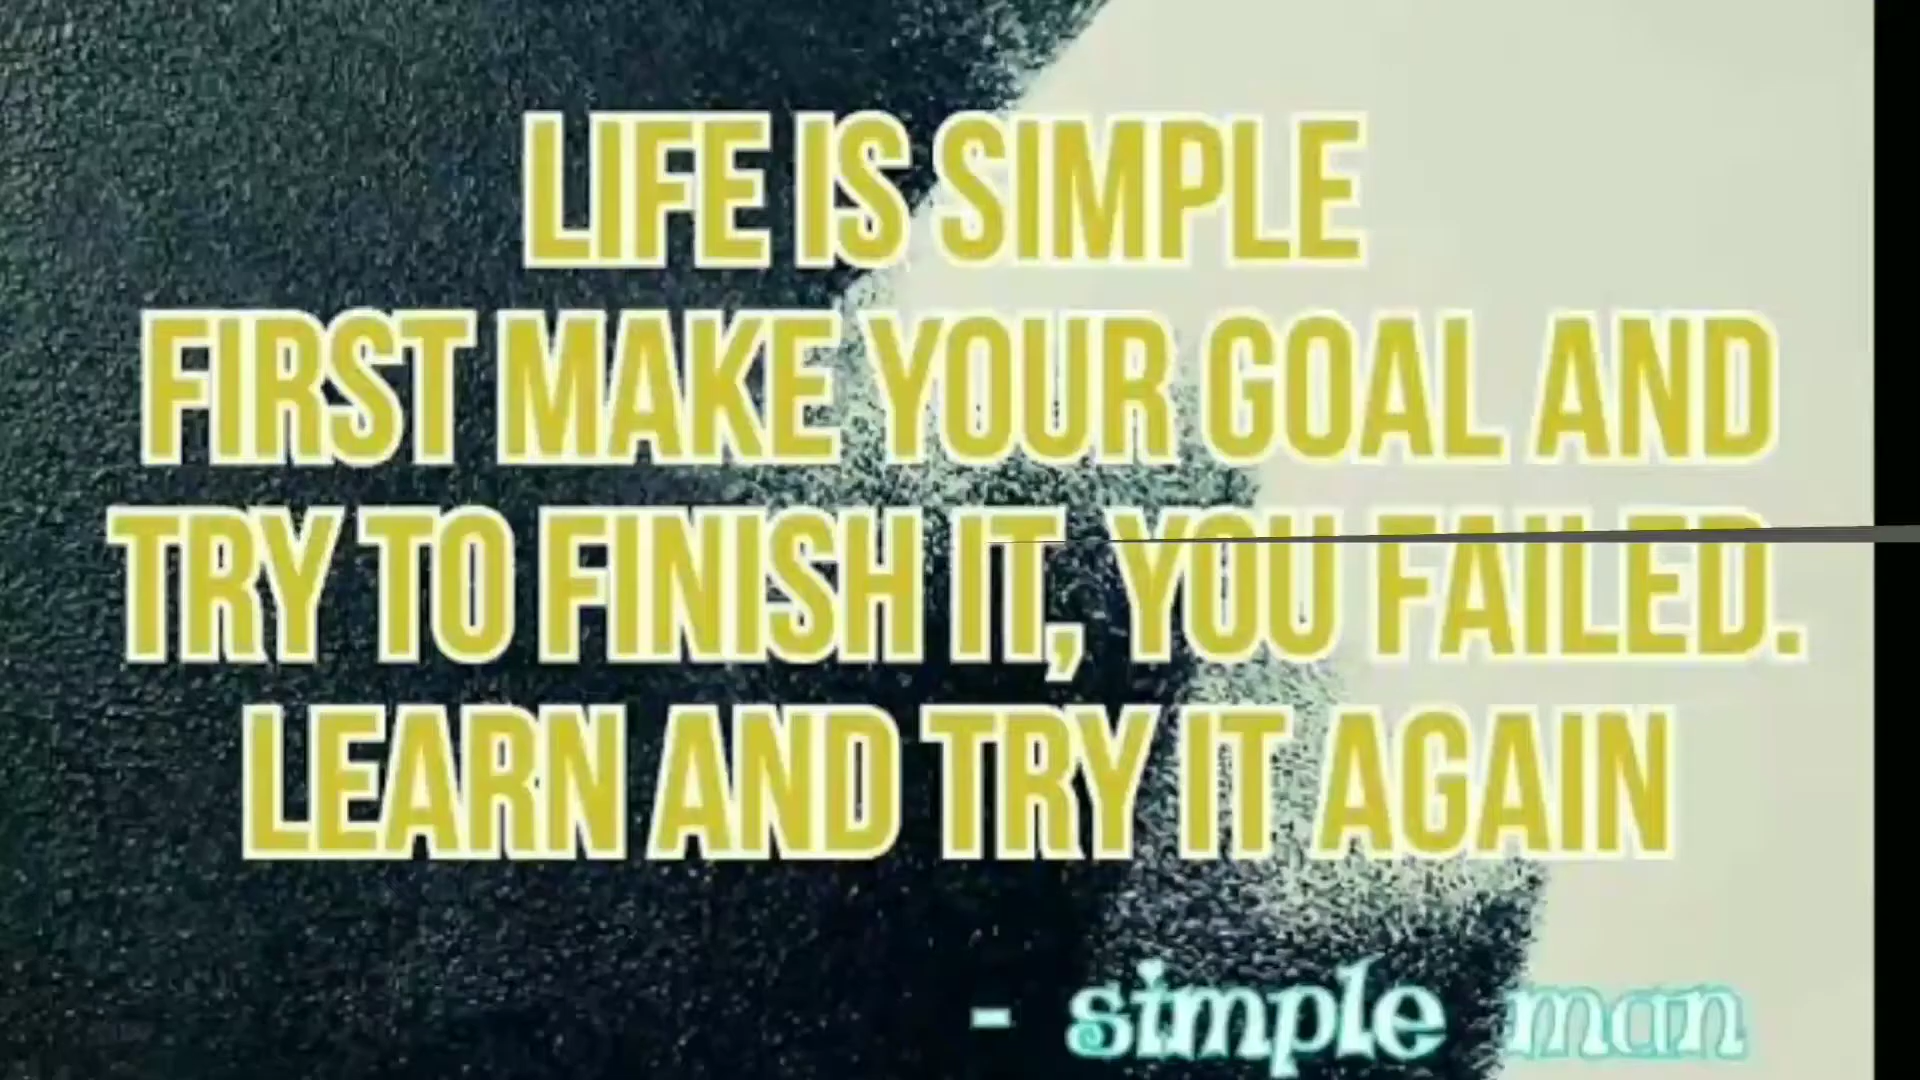 LIFE IS SIMPLE
FIRST MAKE YOUR GOAL AND
TRY TO FINISH IT, YOU FAILED.
LEARN AND TRY IT AGAIN
- simple man